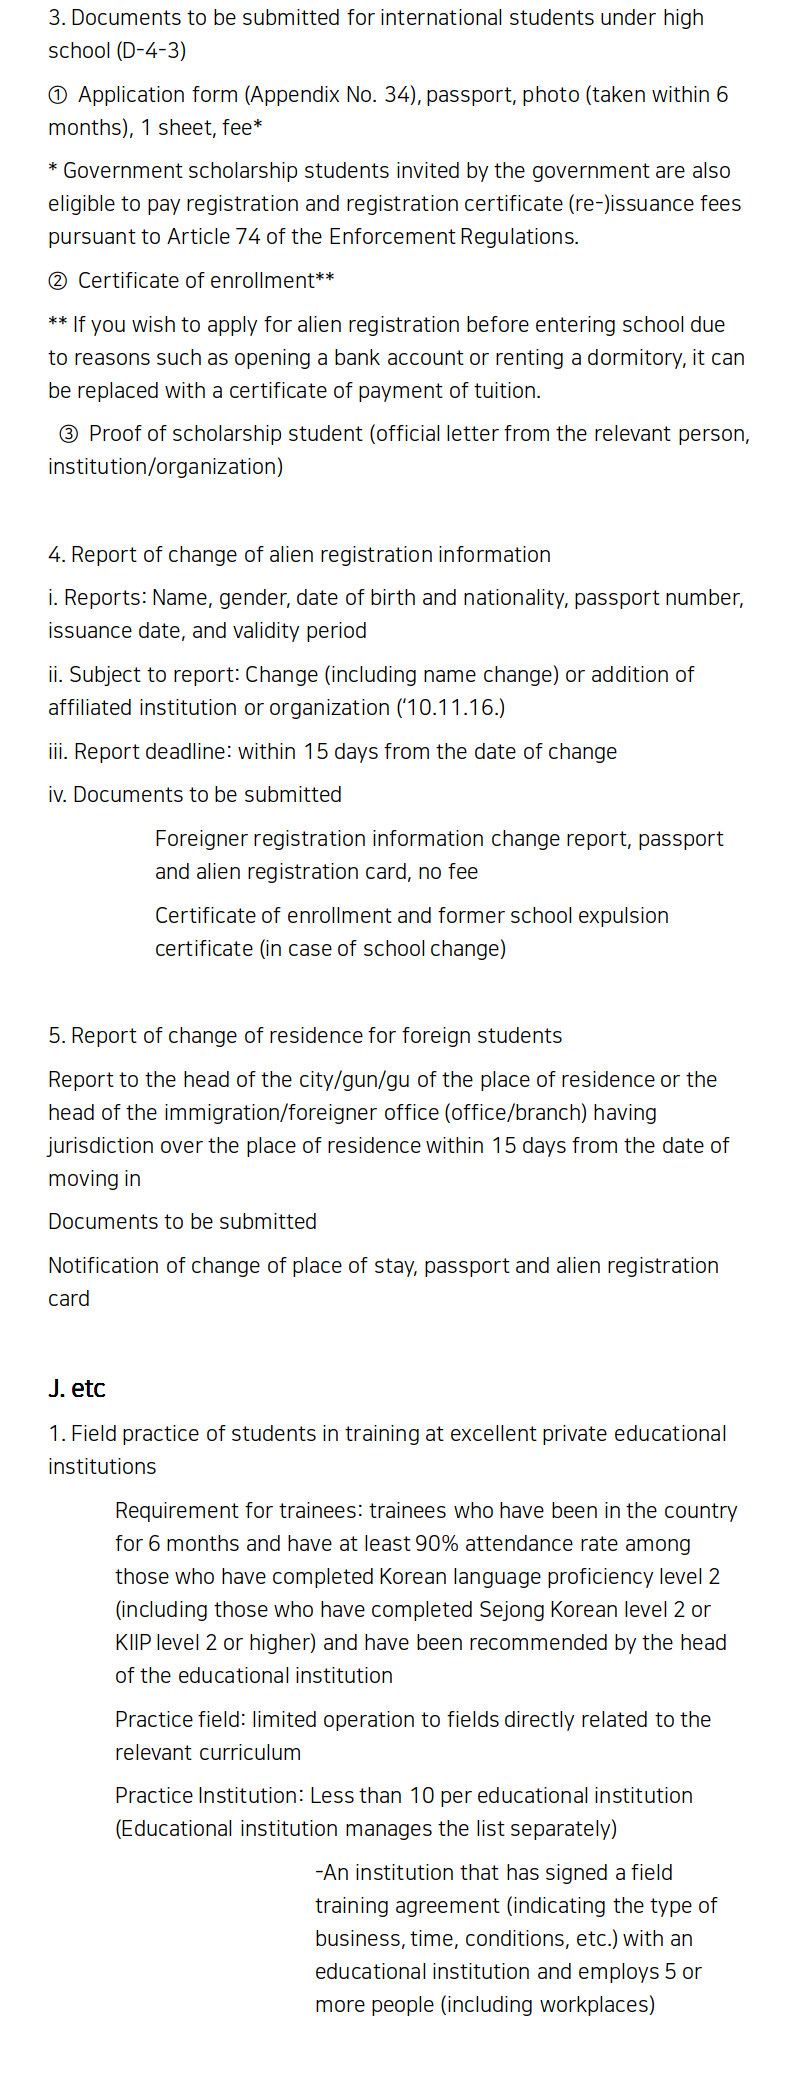 3. Documents to be submitted for international students under high
school (D-4-3)
① Application form (Appendix No. 34), passport, photo (taken within 6
months), 1 sheet, fee*
* Government scholarship students invited by the government are also
eligible to pay registration and registration certificate (re-)issuance fees
pursuant to Article 74 of the Enforcement Regulations.
② Certificate of enrollment**
** If you wish to apply for alien registration before entering school due
to reasons such as opening a bank account or renting a dormitory, it can
be replaced with a certificate of payment of tuition.
③ Proof of scholarship student (official letter from the relevant person,
institution/organization)
4. Report of change of alien registration information
i. Reports: Name, gender, date of birth and nationality, passport number,
issuance date, and validity period
ii. Subject to report: Change (including name change) or addition of
affiliated institution or organization (‘10.11.16.)
iii. Report deadline: within 15 days from the date of change
iv. Documents to be submitted
Foreigner registration information change report, passport
and alien registration card, no fee
Certificate of enrollment and former school expulsion
certificate (in case of school change)
5. Report of change of residence for foreign students
Report to the head of the city/gun/gu of the place of residence or the
head of the immigration/foreigner office (office/branch) having
jurisdiction over the place of residence within 15 days from the date of
moving in
Documents to be submitted
Notification of change of place of stay, passport and alien registration
card
J. etc
1. Field practice of students in training at excellent private educational
institutions
Requirement for trainees: trainees who have been in the country
for 6 months and have at least 90% attendance rate among
those who have completed Korean language proficiency level 2
(including those who have completed Sejong Korean level 2 or
KIIP level 2 or higher) and have been recommended by the head
of the educational institution
Practice field: limited operation to fields directly related to the
relevant curriculum
Practice Institution: Less than 10 per educational institution
(Educational institution manages the list separately)
-An institution that has signed a field
training agreement (indicating the type of
business, time, conditions, etc.) with an
educational institution and employs 5 or
more people (including workplaces)